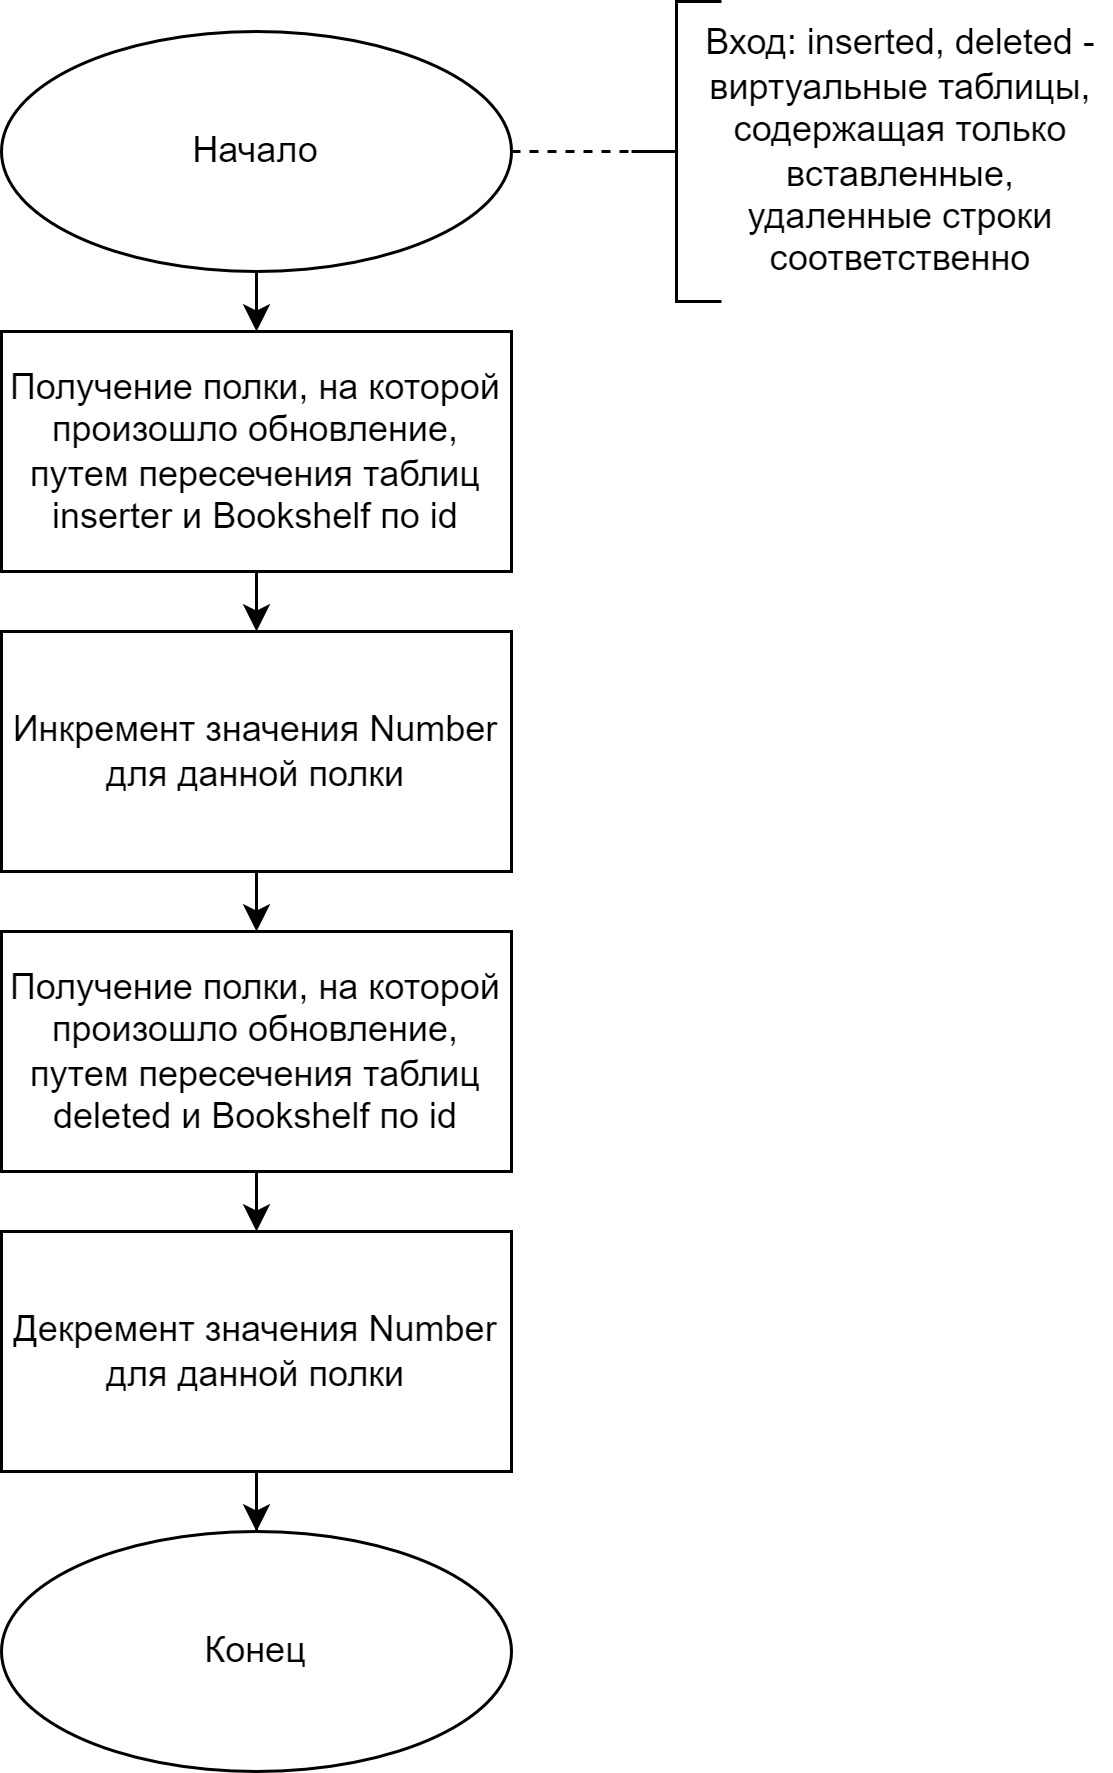 Начало
Вход: inserted, deleted -
виртуальные таблицы,
содержащая только
вставленные,
удаленные строки
соответственно
Получение полки, на которой
произошло обновление,
путем пересечения таблиц
inserter и Bookshelf по id
Инкремент значения Number
для данной полки
Получение полки, на которой
произошло обновление,
путем пересечения таблиц
deleted и Bookshelf по id
Декремент значения Number
для данной полки
Конец